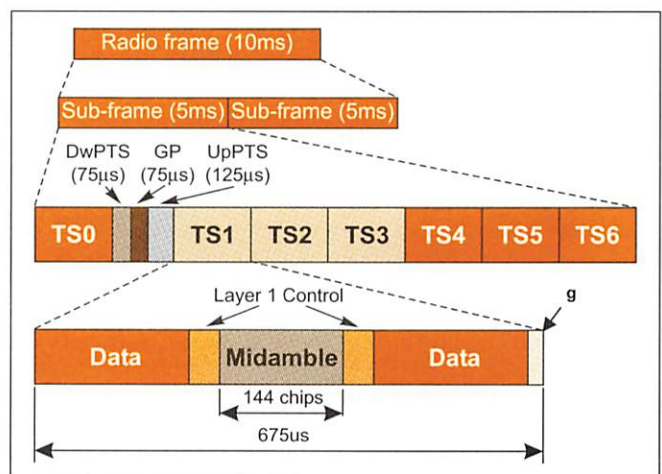 Radio frame (10ms)
Sub-frame (5ms) Sub-frame (5ms)
DwPTS GP UpPTS
(75µs) (75µs) (125µs)
TS0 TS1 TS2 TS3 TS4 TS5 TS6
Layer 1 Control g
Data Midamble Data
144 chips
675us